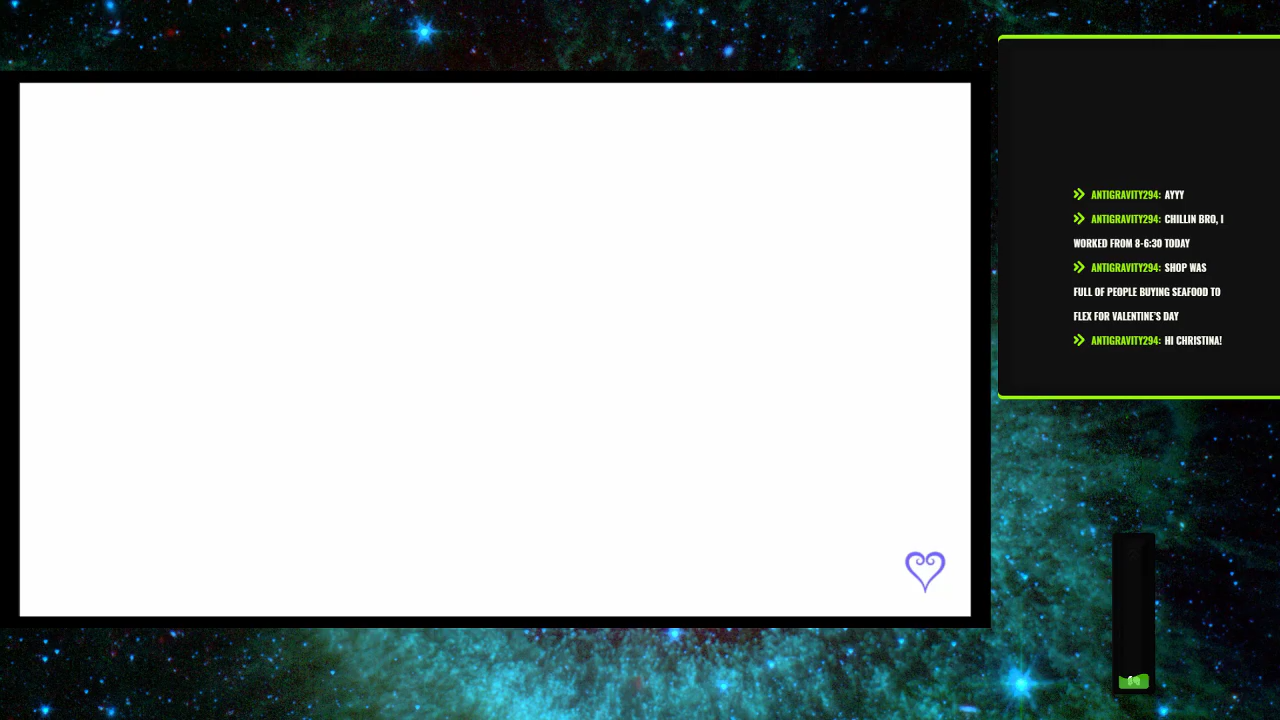 ANTIGRAVITY294: AYYY
ANTIGRAVITY294: CHILLIN BRO, I
WORKED FROM 8-6:30 TODAY
ANTIGRAVITY294: SHOP WAS
FULL OF PEOPLE BUYING SEAFOOD TO
FLEX FOR VALENTINE'S DAY
ANTIGRAVITY294: HI CHRISTINA!